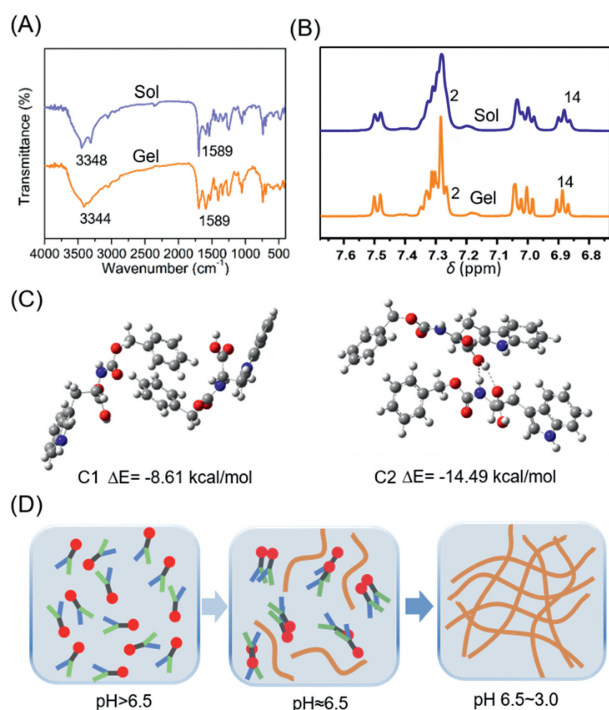 (A)
Transmittance (%)
Sol
3348
1589
Gel
3344
1589
4000 3500 3000 2500 2000 1500 1000 500
Wavenumber (cm⁻¹)
(B)
2
Sol
14
2
Gel
14
7.6 7.5 7.4 7.3 7.2 7.1 7.0 6.9 6.8
δ (ppm)
(C)
C1 ΔE= -8.61 kcal/mol
C2 ΔE= -14.49 kcal/mol
(D)
pH>6.5
pH≈6.5
pH 6.5~3.0